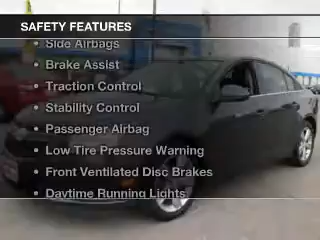 SAFETY FEATURES
• Side Airbags
• Brake Assist
• Traction Control
• Stability Control
• Passenger Airbag
• Low Tire Pressure Warning
• Front Ventilated Disc Brakes
• Daytime Running Lights